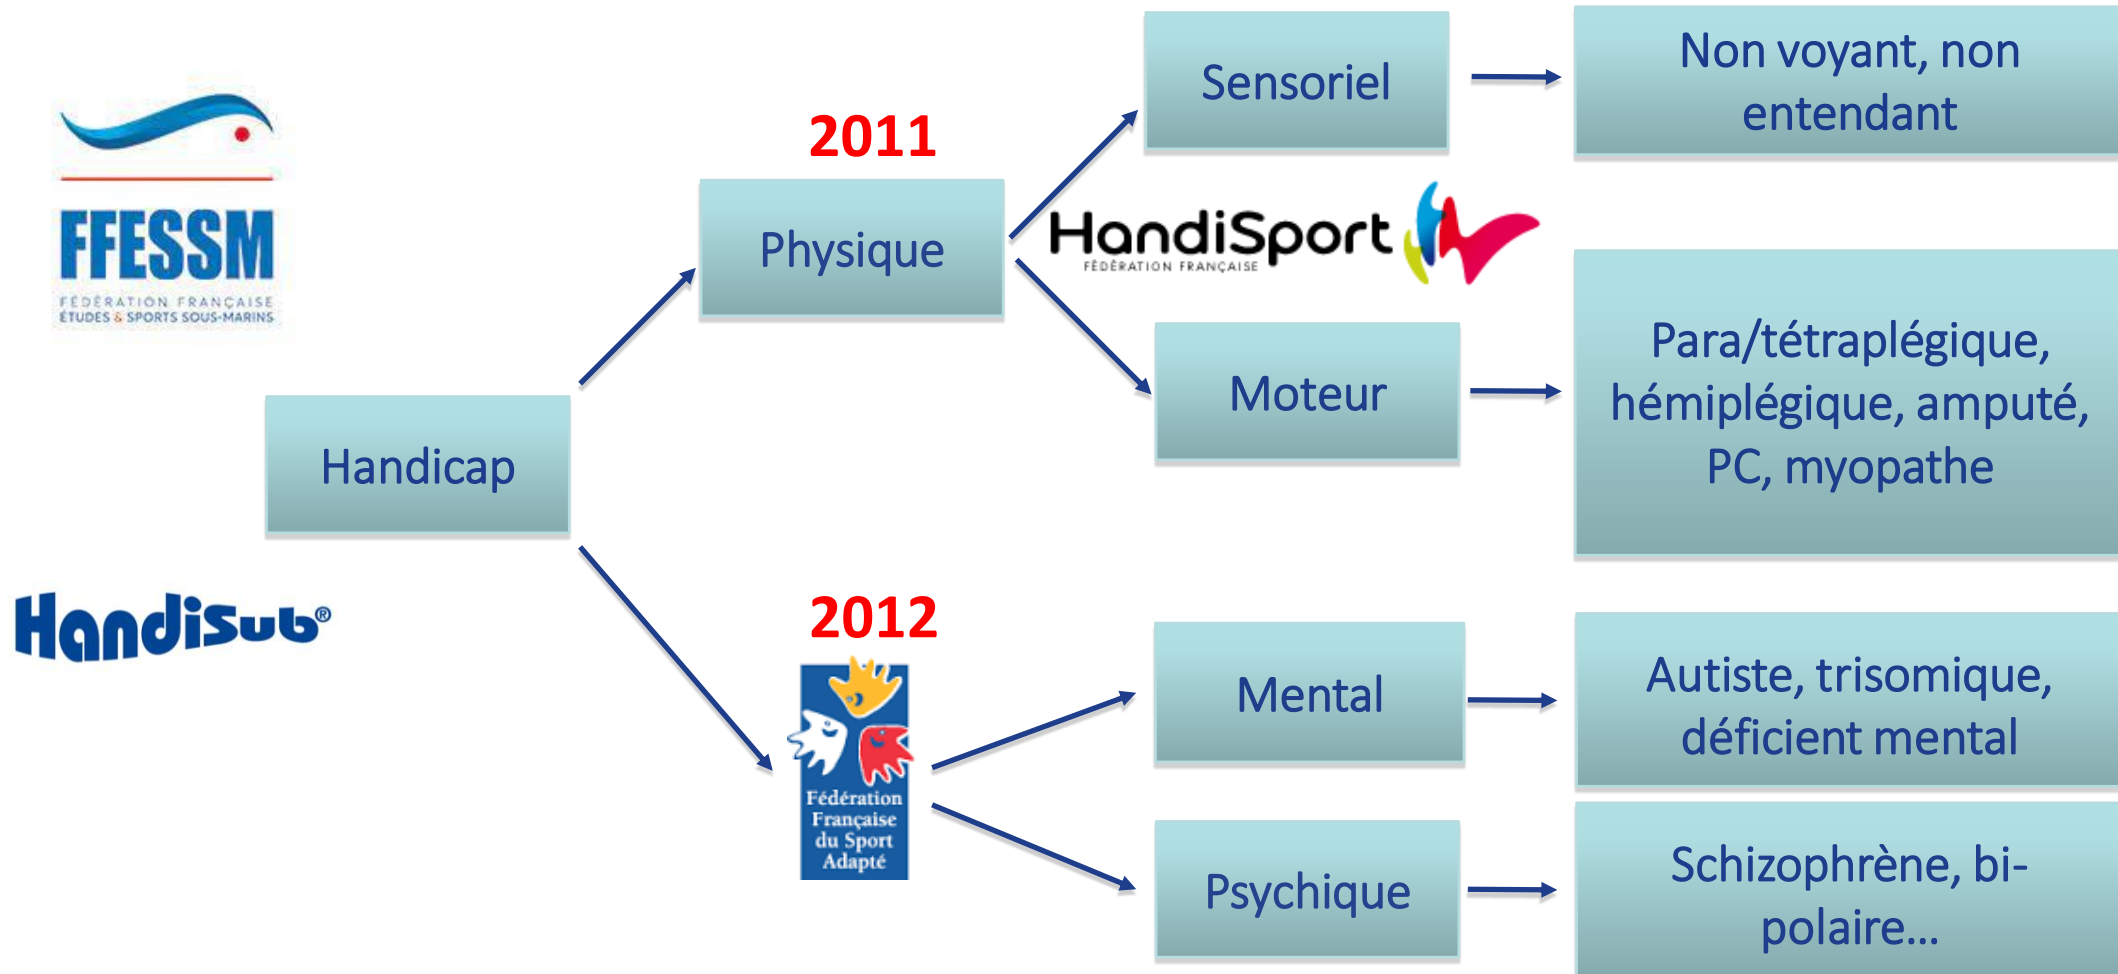 FFESSM
FÉDÉRATION FRANÇAISE
ÉTUDES & SPORTS SOUS-MARINS
HandiSub®
Handicap
2011
Physique
HandiSport
FÉDÉRATION FRANÇAISE
Sensoriel
Non voyant, non
entendant
Moteur
Para/tétraplégique,
hémiplégique, amputé,
PC, myopathe
2012
Fédération
Française
du Sport
Adapté
Mental
Autiste, trisomique,
déficient mental
Psychique
Schizophrène, bi-
polaire...